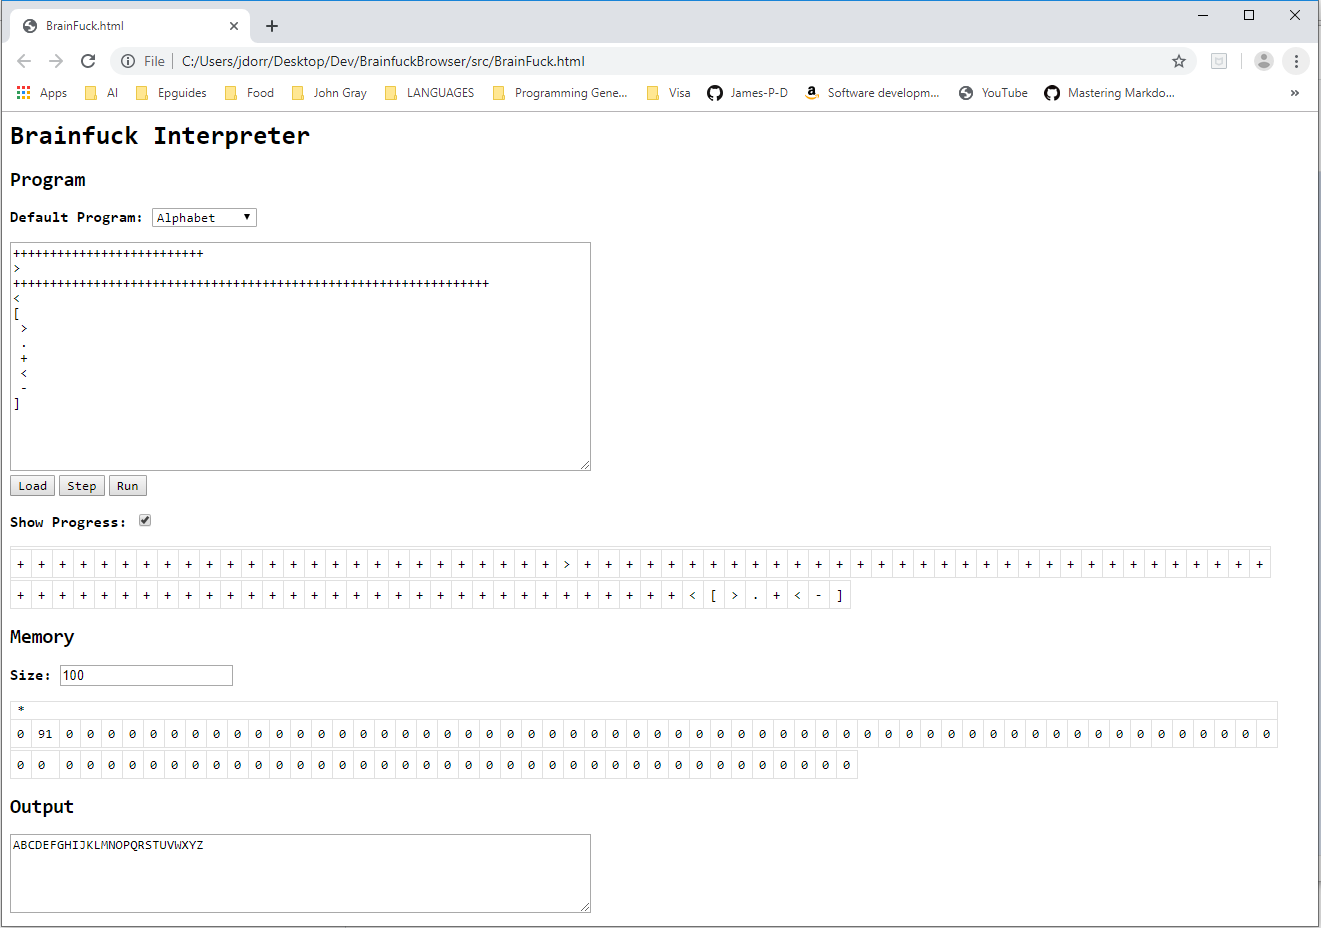 BrainFuck.html
File C:/Users/jdorr/Desktop/Dev/BrainfuckBrowser/src/BrainFuck.html
Apps AI Epguides Food John Gray LANGUAGES Programming Gene... Visa James-P-D Software developm... YouTube Mastering Markdo... »
Brainfuck Interpreter
Program
Default Program: Alphabet
++++++++++++++++++++++++++
>
+++++++++++++++++++++++++++++++++++++++++++++++++++++++++++++++++
<
[
>
.
+
<
-
]
Load Step Run
Show Progress:
+ + + + + + + + + + + + + + + + + + + + + + + + + + > + + + + + + + + + + + + + + + + + + + + + + + + + + + + + + + + +
+ + + + + + + + + + + + + + + + + + + + + + + + + + + + + + + + < [ > . + < - ]
Memory
Size: 100
*
0 91 0 0 0 0 0 0 0 0 0 0 0 0 0 0 0 0 0 0 0 0 0 0 0 0 0 0 0 0 0 0 0 0 0 0 0 0 0 0 0 0 0 0 0 0 0 0 0 0 0 0 0 0 0 0 0 0 0 0
0 0 0 0 0 0 0 0 0 0 0 0 0 0 0 0 0 0 0 0 0 0 0 0 0 0 0 0 0 0 0 0 0 0 0 0 0 0 0 0
Output
ABCDEFGHIJKLMNOPQRSTUVWXYZ